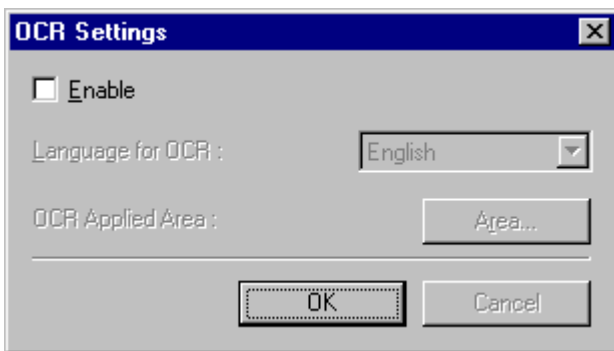 OCR Settings
Enable
Language for OCR : English
OCR Applied Area : Area...
OK Cancel